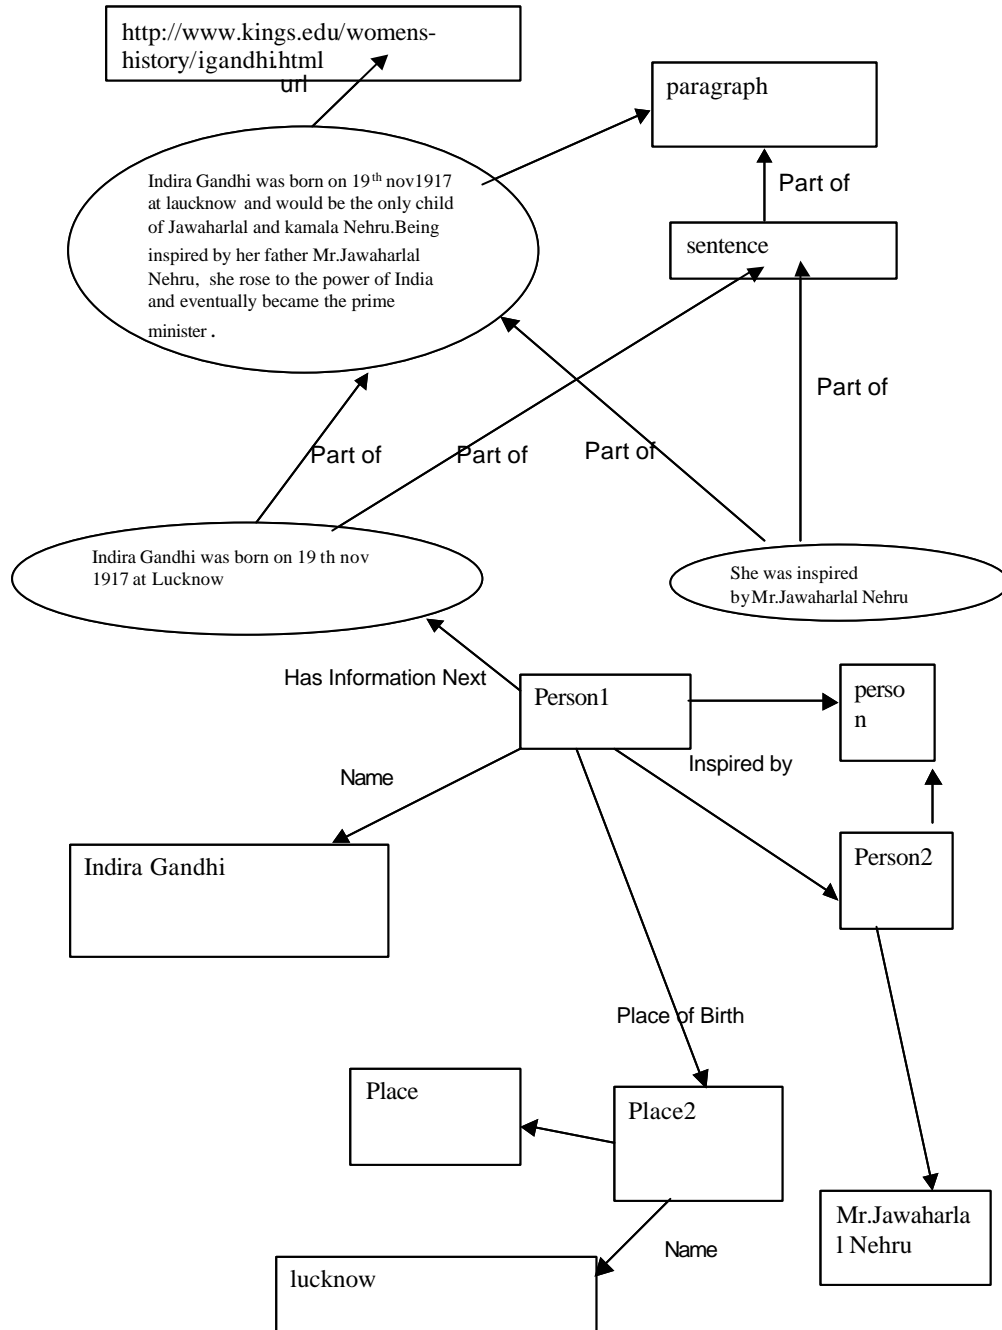 http://www.kings.edu/womens-
history/igandhi.html
url
paragraph
Indira Gandhi was born on 19th nov1917
at laucknow and would be the only child
of Jawaharlal and kamala Nehru.Being
inspired by her father Mr.Jawaharlal
Nehru, she rose to the power of India
and eventually became the prime
minister .
Part of
sentence
Part of
Part of
Part of
Part of
Indira Gandhi was born on 19 th nov
1917 at Lucknow
She was inspired
byMr.Jawaharlal Nehru
Has Information Next
Person1
perso
n
Inspired by
Name
Indira Gandhi
Person2
Place of Birth
Place
Place2
Mr.Jawaharla
l Nehru
Name
lucknow